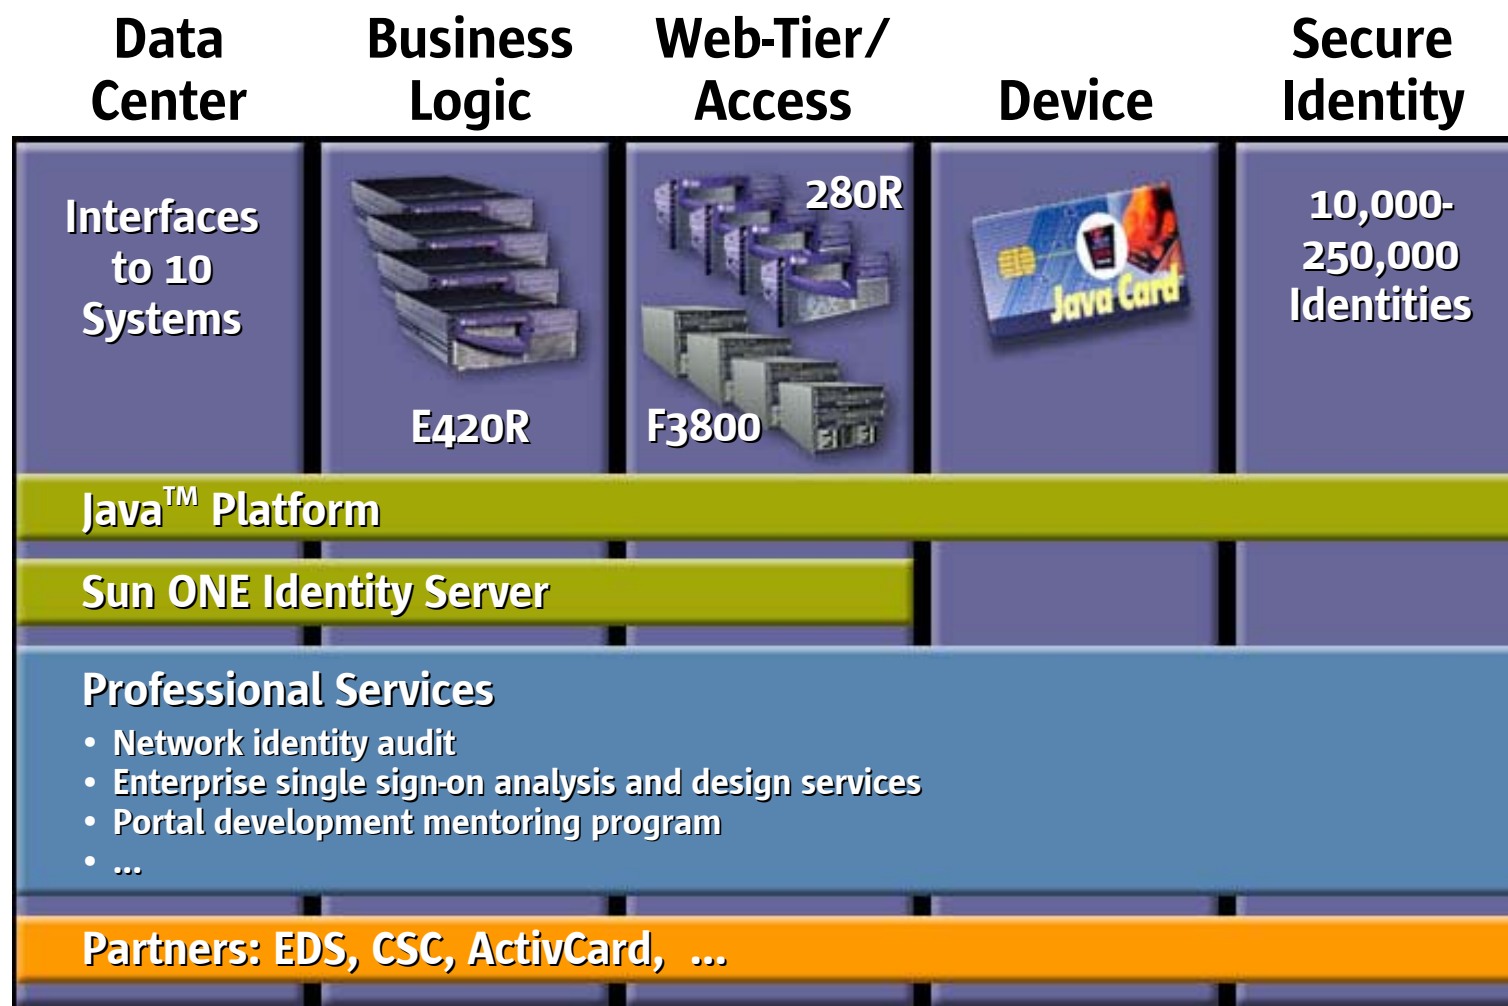 Data
Center
Business
Logic
Web-Tier/
Access
Device
Secure
Identity
Interfaces
to 10
Systems
E420R
280R
F3800
Java Card
10,000-
250,000
Identities
Java™ Platform
Sun ONE Identity Server
Professional Services
• Network identity audit
• Enterprise single sign-on analysis and design services
• Portal development mentoring program
• ...
Partners: EDS, CSC, ActivCard, ...